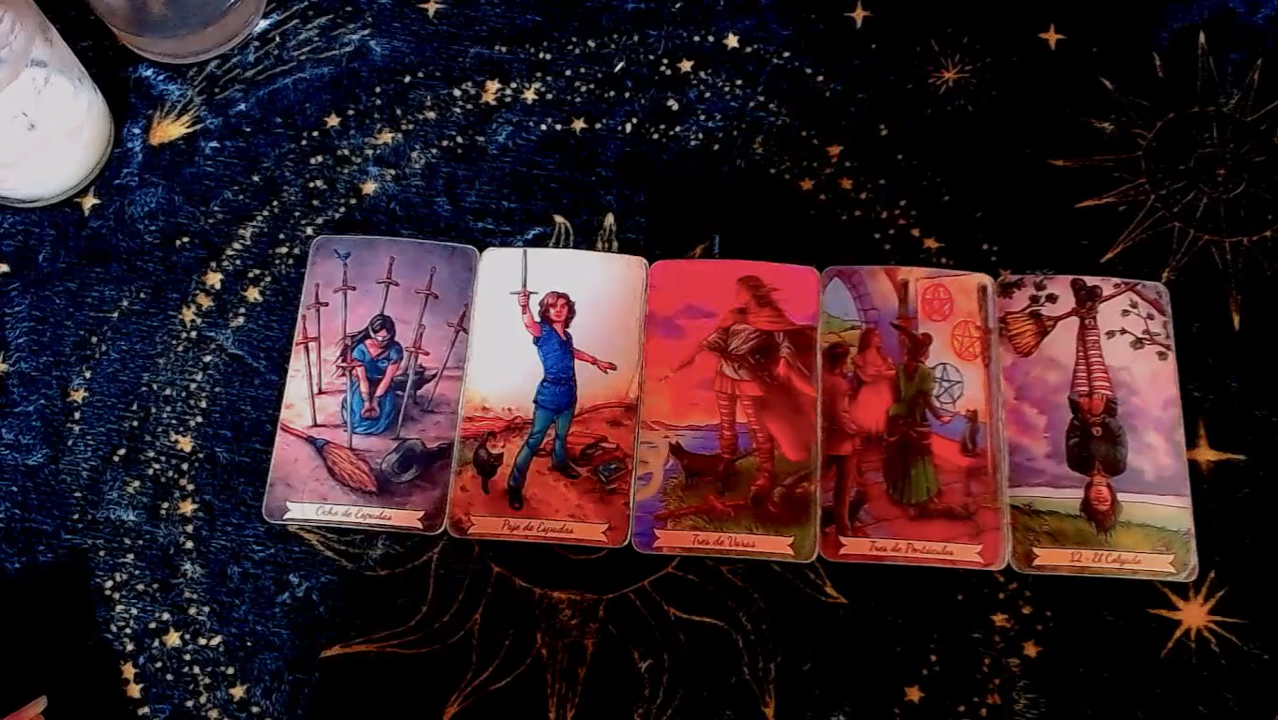 Ocho de Espadas
Paje de Espadas
Tres de Varas
Tres de Pentáculos
12 - El Colgado